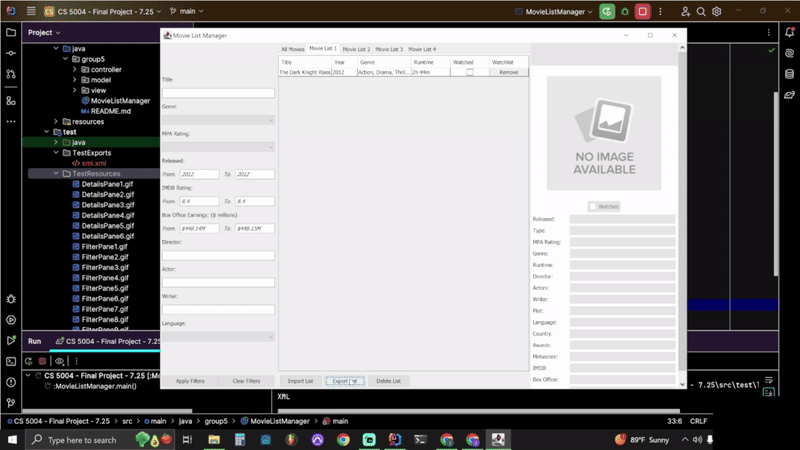 CS 5004 - Final Project - 7.25
main
MovieListManager
Project
java
group5
controller
model
view
MovieListManager
README.md
resources
test
java
TestExports
xml.xml
TestResources
DetailsPane1.gif
DetailsPane2.gif
DetailsPane3.gif
DetailsPane4.gif
DetailsPane5.gif
DetailsPane6.gif
FilterPane1.gif
FilterPane2.gif
FilterPane3.gif
FilterPane4.gif
FilterPane5.gif
FilterPane6.gif
FilterPane7.gif
FilterPane8.gif
FilterPane9.gif
Movie List Manager
Title:
Genre:
MPA Rating:
Released:
From: 2012 To: 2012
IMDB Rating:
From: 8.4 To: 8.4
Box Office Earnings: ($ millions)
From: $448.14M To: $448.15M
Director:
Actor:
Writer:
Language:
Apply Filters Clear Filters
All Movies Movie List 1 Movie List 2 Movie List 3 Movie List 4
Title Year Genre Runtime Watched Watchlist
The Dark Knight Rises 2012 Action, Drama, Thril... 2h 44m Remove
Import List Export List Delete List
NO IMAGE
AVAILABLE
Watched
Released:
Type:
MPA Rating:
Genre:
Runtime:
Director:
Actors:
Writer:
Plot:
Language:
Country:
Awards:
Metascore:
IMDB:
Box Office:
Run CS 5004 - Final Project - 7.25
CS 5004 - Final Project - 7.25 [:Mo
:MovieListManager.main()
- 7.25\src\test\
XML
CS 5004 - Final Project - 7.25 > src > main > java > group5 > MovieListManager > main
33:6 CRLF
Type here to search
89°F Sunny